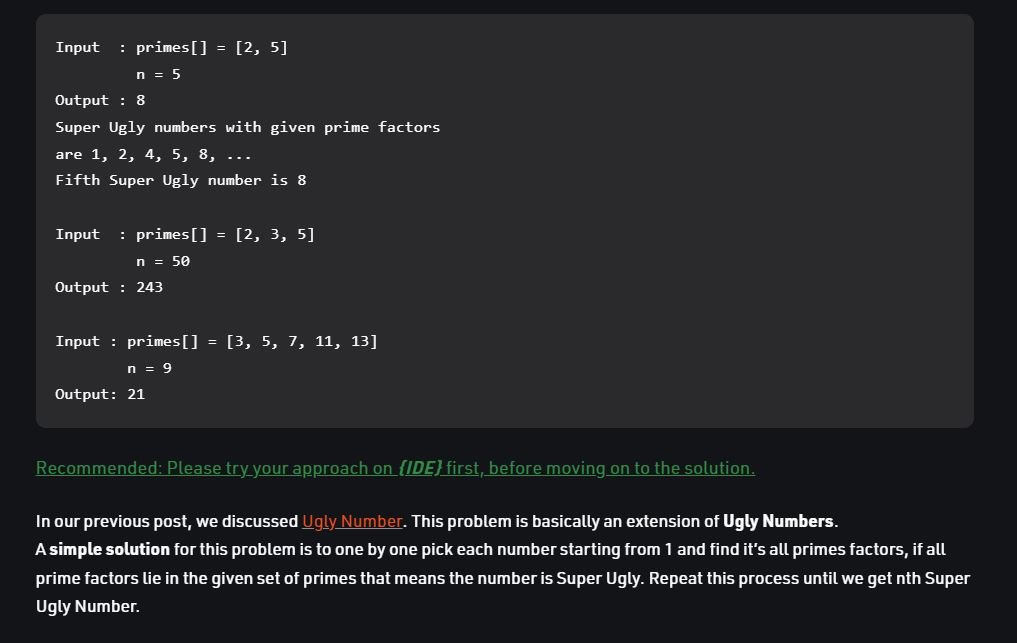 Input  : primes[] = [2, 5]
         n = 5
Output : 8
Super Ugly numbers with given prime factors
are 1, 2, 4, 5, 8, ...
Fifth Super Ugly number is 8
Input  : primes[] = [2, 3, 5]
         n = 50
Output : 243
Input : primes[] = [3, 5, 7, 11, 13]
        n = 9
Output: 21
Recommended: Please try your approach on {IDE} first, before moving on to the solution.
In our previous post, we discussed Ugly Number. This problem is basically an extension of Ugly Numbers.
A simple solution for this problem is to one by one pick each number starting from 1 and find it's all primes factors, if all
prime factors lie in the given set of primes that means the number is Super Ugly. Repeat this process until we get nth Super
Ugly Number.